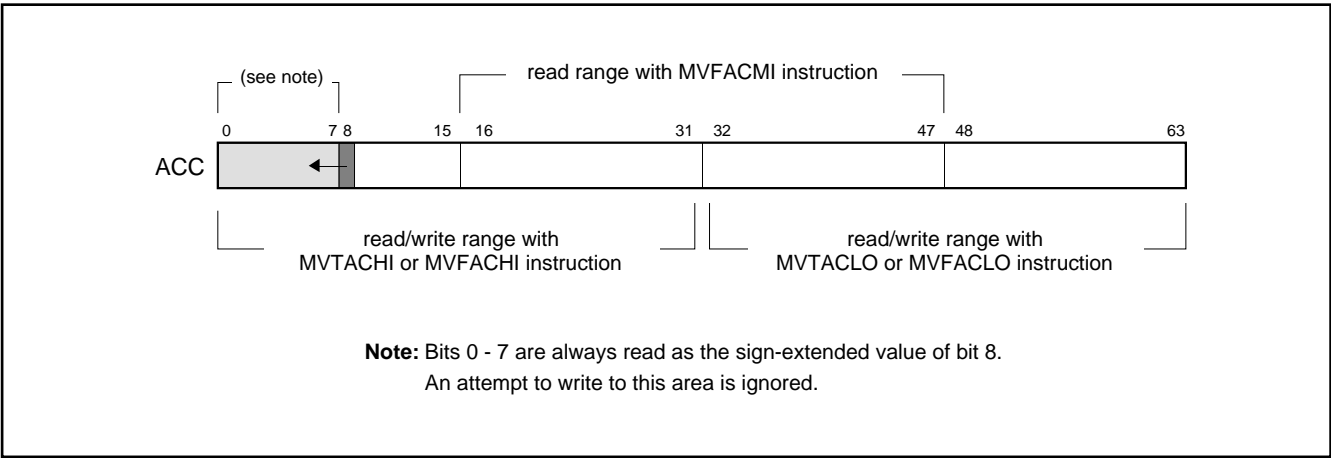 (see note)
read range with MVFACMI instruction
0 7 8 15 16 31 32 47 48 63
ACC
read/write range with
MVTACHI or MVFACHI instruction
read/write range with
MVTACLO or MVFACLO instruction
Note: Bits 0 - 7 are always read as the sign-extended value of bit 8.
An attempt to write to this area is ignored.